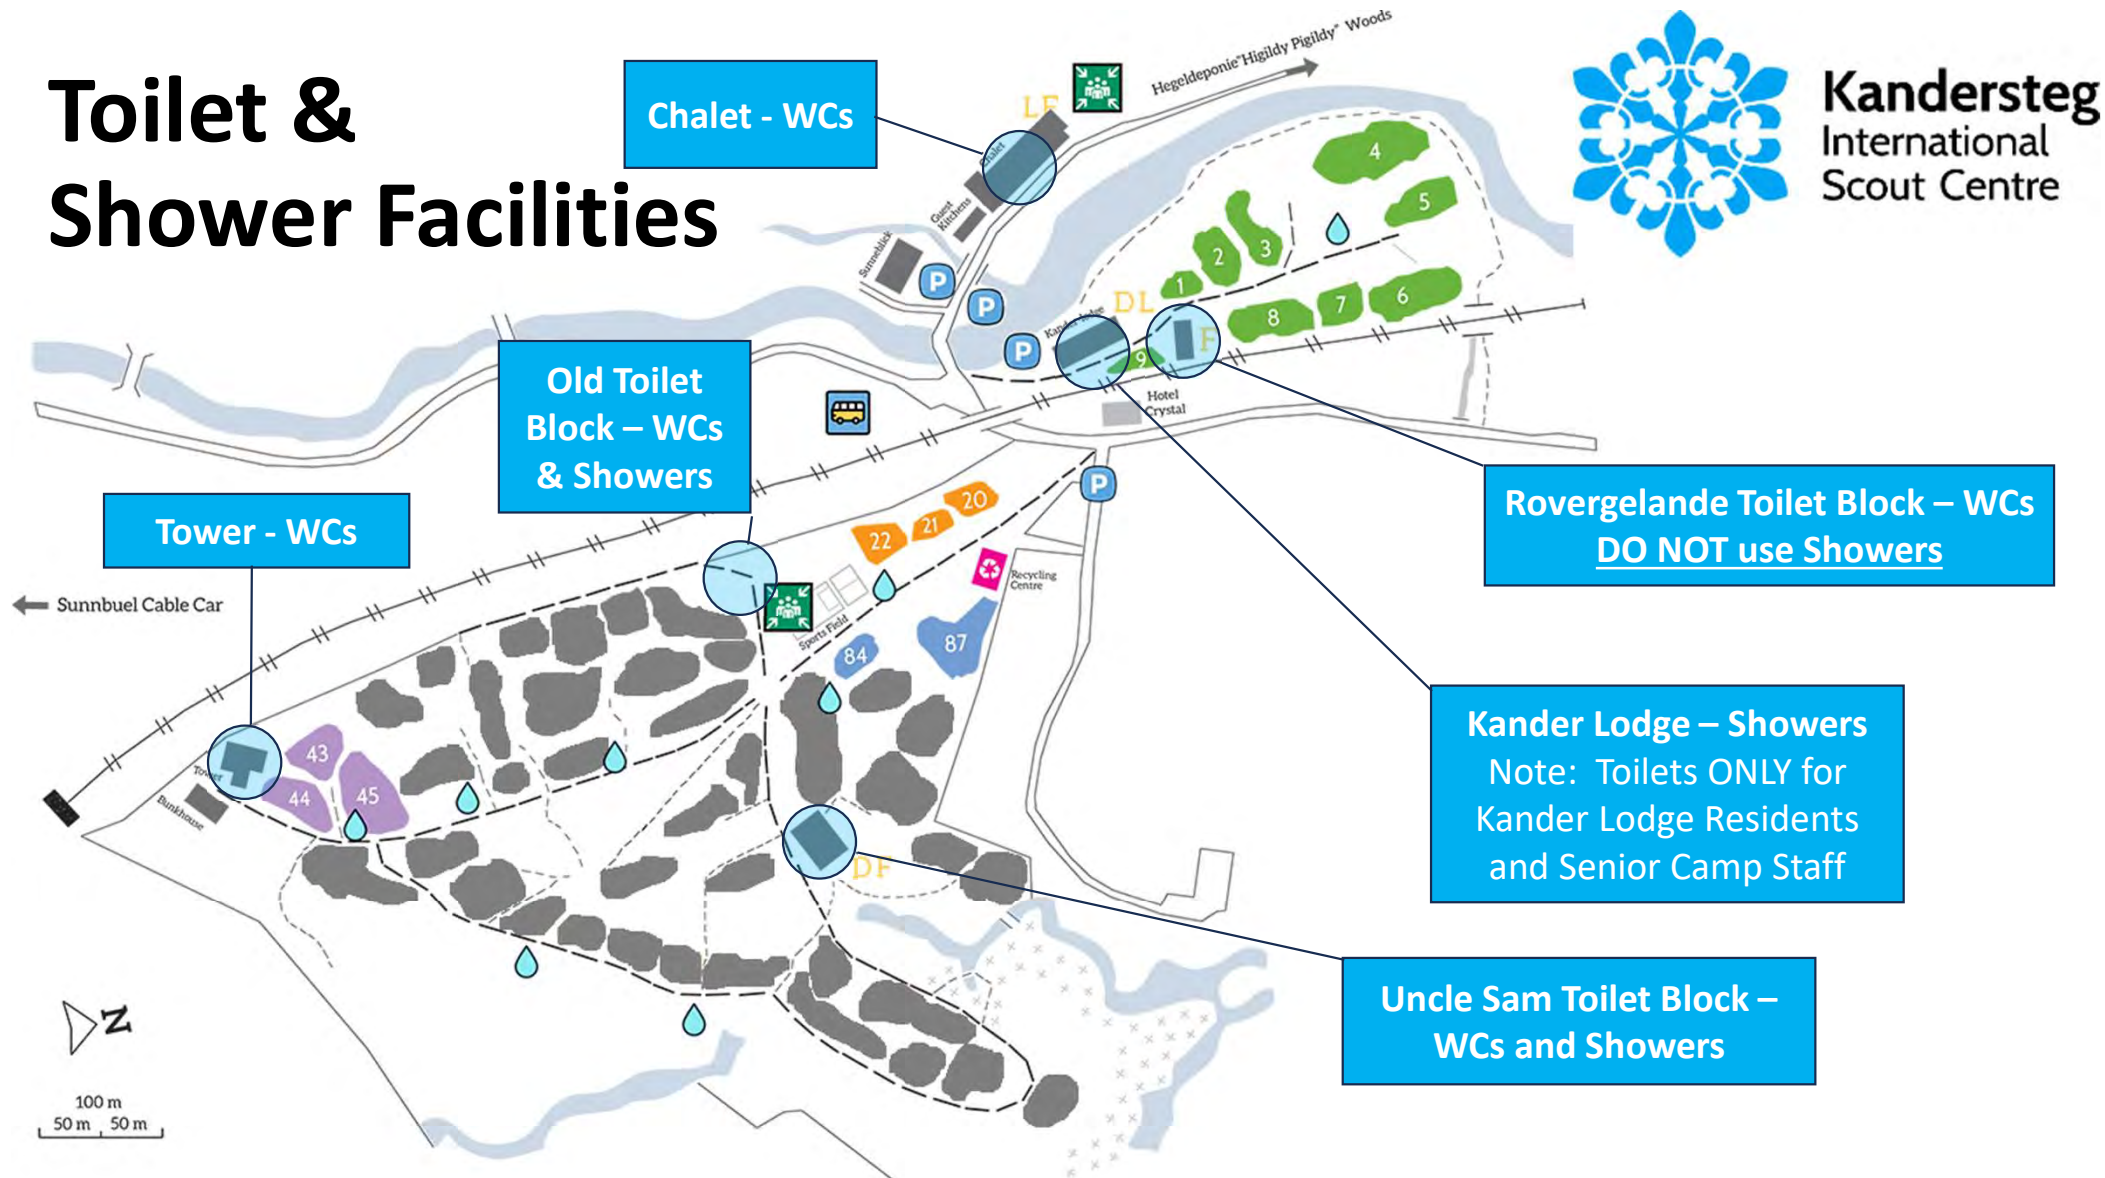 Toilet &
Shower Facilities
Chalet - WCs
LF
Hegeldeponie"Higildy Pigildy" Woods
Kandersteg
International
Scout Centre
Chalet
Guest
Kitchens
Sunneblick
P
P
P
4
5
3
2
1
DL
Kander Lodge
F
9
8
7
6
Hotel
Crystal
Old Toilet
Block – WCs
& Showers
Rovergelande Toilet Block – WCs
DO NOT use Showers
Tower - WCs
P
20
21
22
Recycling
Centre
Sports Field
84
87
Sunnbuel Cable Car
Kander Lodge – Showers
Note: Toilets ONLY for
Kander Lodge Residents
and Senior Camp Staff
43
44
45
Tower
Bunkhouse
DF
Uncle Sam Toilet Block –
WCs and Showers
N
100 m
50 m 50 m